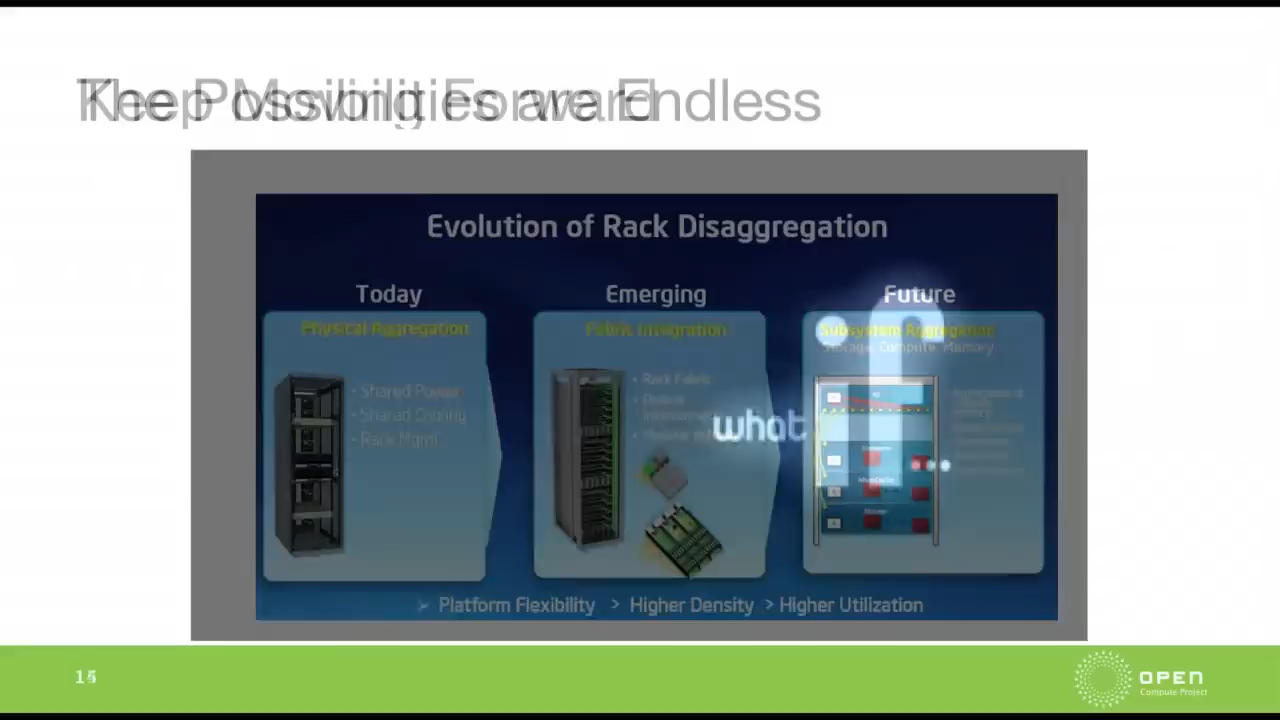 Keep Moving Forward
The Possibilities are Endless
Evolution of Rack Disaggregation
Today
Emerging
Future
Physical Aggregation
Fabric Integration
Subsystem Aggregation
Storage, Compute, Memory
• Shared Power
• Shared Cooling
• Rack Mgmt
• Rack Fabric
what if...
> Platform Flexibility > Higher Density > Higher Utilization
OPEN
Compute Project